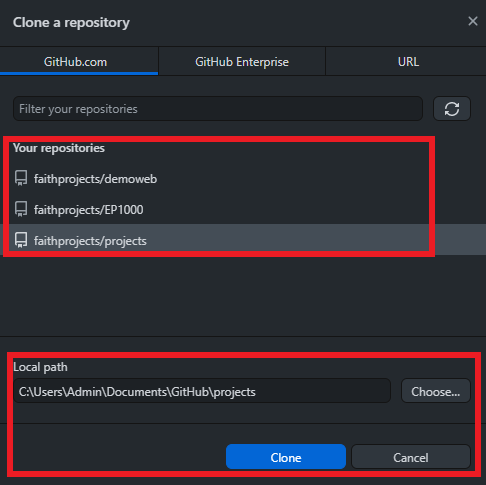 Clone a repository
GitHub.com GitHub Enterprise URL
Filter your repositories
Your repositories
faithprojects/demoweb
faithprojects/EP1000
faithprojects/projects
Local path
C:\Users\Admin\Documents\GitHub\projects Choose...
Clone Cancel